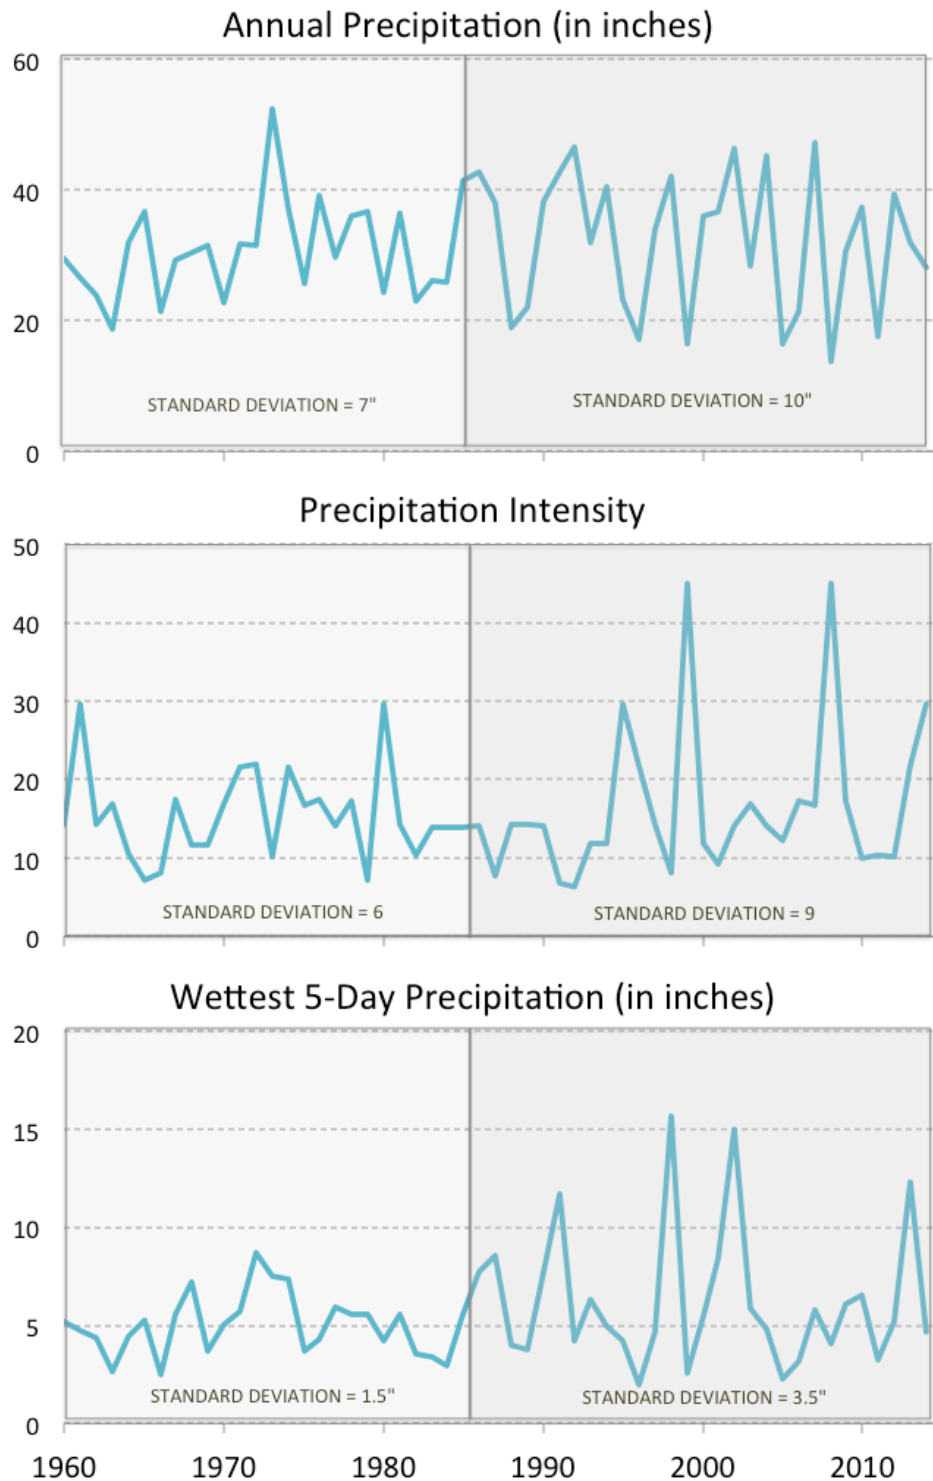 Annual Precipitation (in inches)
60
40
20
0
STANDARD DEVIATION = 7"
STANDARD DEVIATION = 10"
Precipitation Intensity
50
40
30
20
10
0
STANDARD DEVIATION = 6
STANDARD DEVIATION = 9
Wettest 5-Day Precipitation (in inches)
20
15
10
5
0
STANDARD DEVIATION = 1.5"
STANDARD DEVIATION = 3.5"
1960 1970 1980 1990 2000 2010